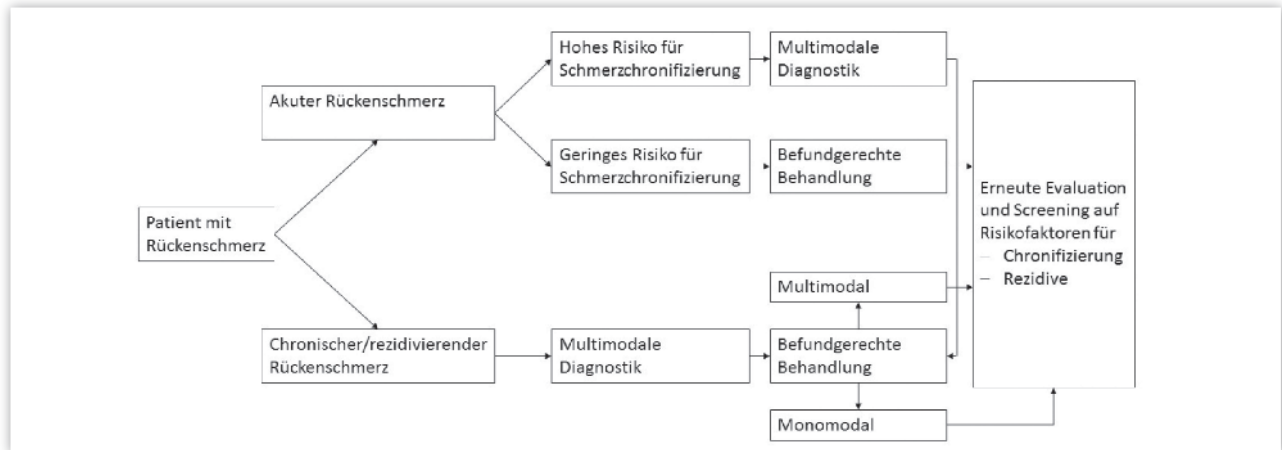 Hohes Risiko für
Schmerzchronifizierung
Multimodale
Diagnostik
Akuter Rückenschmerz
Geringes Risiko für
Schmerzchronifizierung
Befundgerechte
Behandlung
Patient mit
Rückenschmerz
Erneute Evaluation
und Screening auf
Risikofaktoren für
– Chronifizierung
– Rezidive
Multimodal
Chronischer/rezidivierender
Rückenschmerz
Multimodale
Diagnostik
Befundgerechte
Behandlung
Monomodal